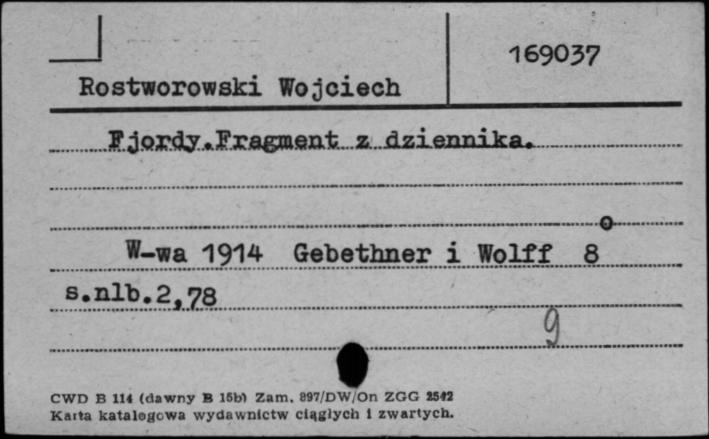 169037
Rostworowski Wojciech
Fjordy.Fragment z dziennika.
W-wa 1914 Gebethner i Wolff 8°
s.nlb.2,78
9
CWD B 114 (dawny B 15b) Zam. 897/DW/On ZGG 2542
Karta katalogowa wydawnictw ciągłych i zwartych.